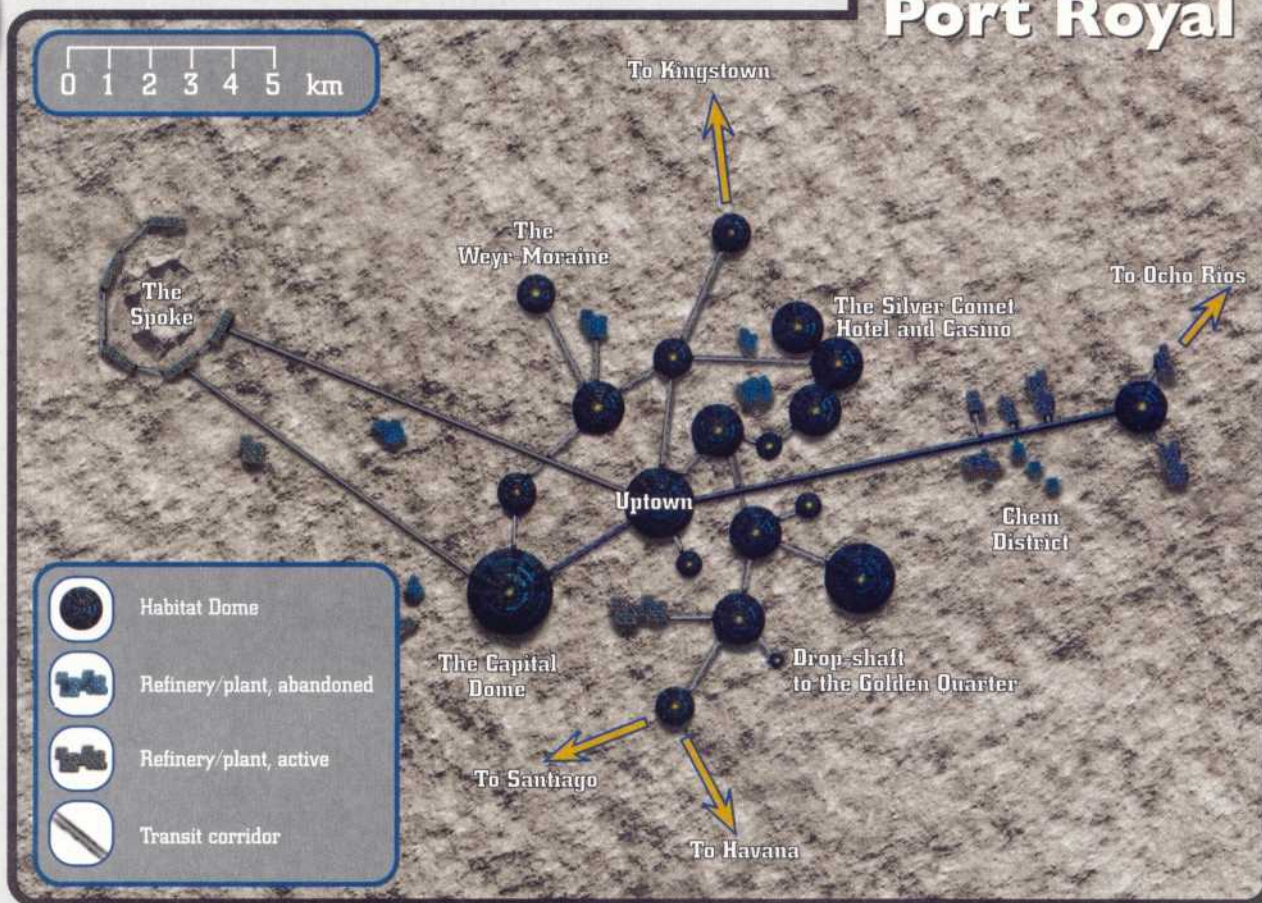 Port Royal
0 1 2 3 4 5 km
To Kingstown
The
Weyr-Moraine
To Ocho Rios
The
Spoke
The Silver Comet
Hotel and Casino
Uptown
Chem
District
Habitat Dome
The Capital
Dome
Drop-shaft
to the Golden Quarter
Refinery/plant, abandoned
Refinery/plant, active
To Santiago
Transit corridor
To Havana